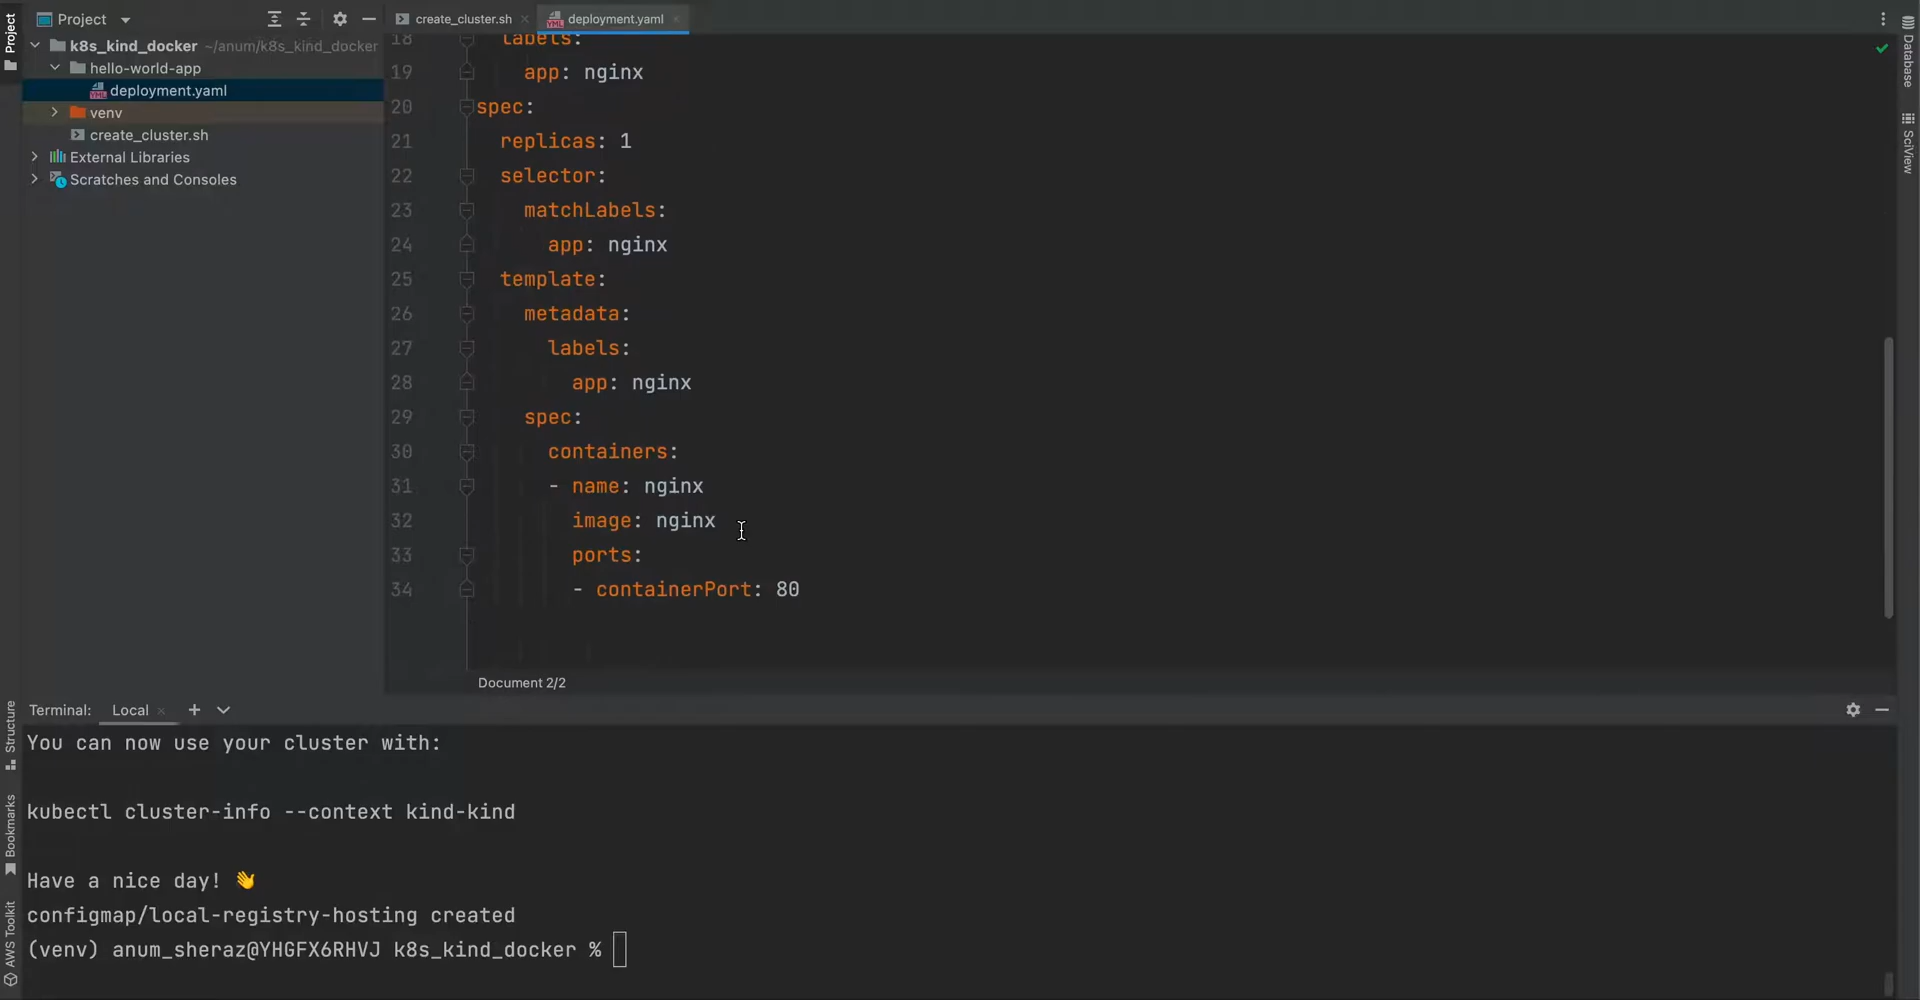 Project
create_cluster.sh
deployment.yaml
k8s_kind_docker ~/anum/k8s_kind_docker
hello-world-app
deployment.yaml
venv
create_cluster.sh
External Libraries
Scratches and Consoles
Project
Structure
Bookmarks
AWS Toolkit
18 labels:
19 app: nginx
20 spec:
21 replicas: 1
22 selector:
23 matchLabels:
24 app: nginx
25 template:
26 metadata:
27 labels:
28 app: nginx
29 spec:
30 containers:
31 - name: nginx
32 image: nginx
33 ports:
34 - containerPort: 80
Document 2/2
Database
SciView
Terminal: Local
You can now use your cluster with:
kubectl cluster-info --context kind-kind
Have a nice day! 👋
configmap/local-registry-hosting created
(venv) anum_sheraz@YHGFX6RHVJ k8s_kind_docker %